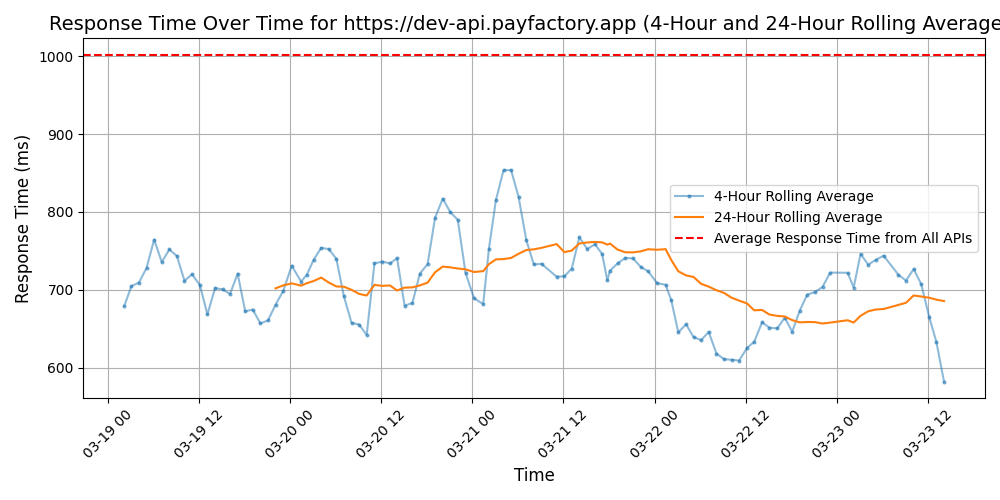 Response Time Over Time for https://dev-api.payfactory.app (4-Hour and 24-Hour Rolling Average
1000
900
800
700
600
Response Time (ms)
4-Hour Rolling Average
24-Hour Rolling Average
Average Response Time from All APIs
03-19 00
03-19 12
03-20 00
03-20 12
03-21 00
03-21 12
03-22 00
03-22 12
03-23 00
03-23 12
Time